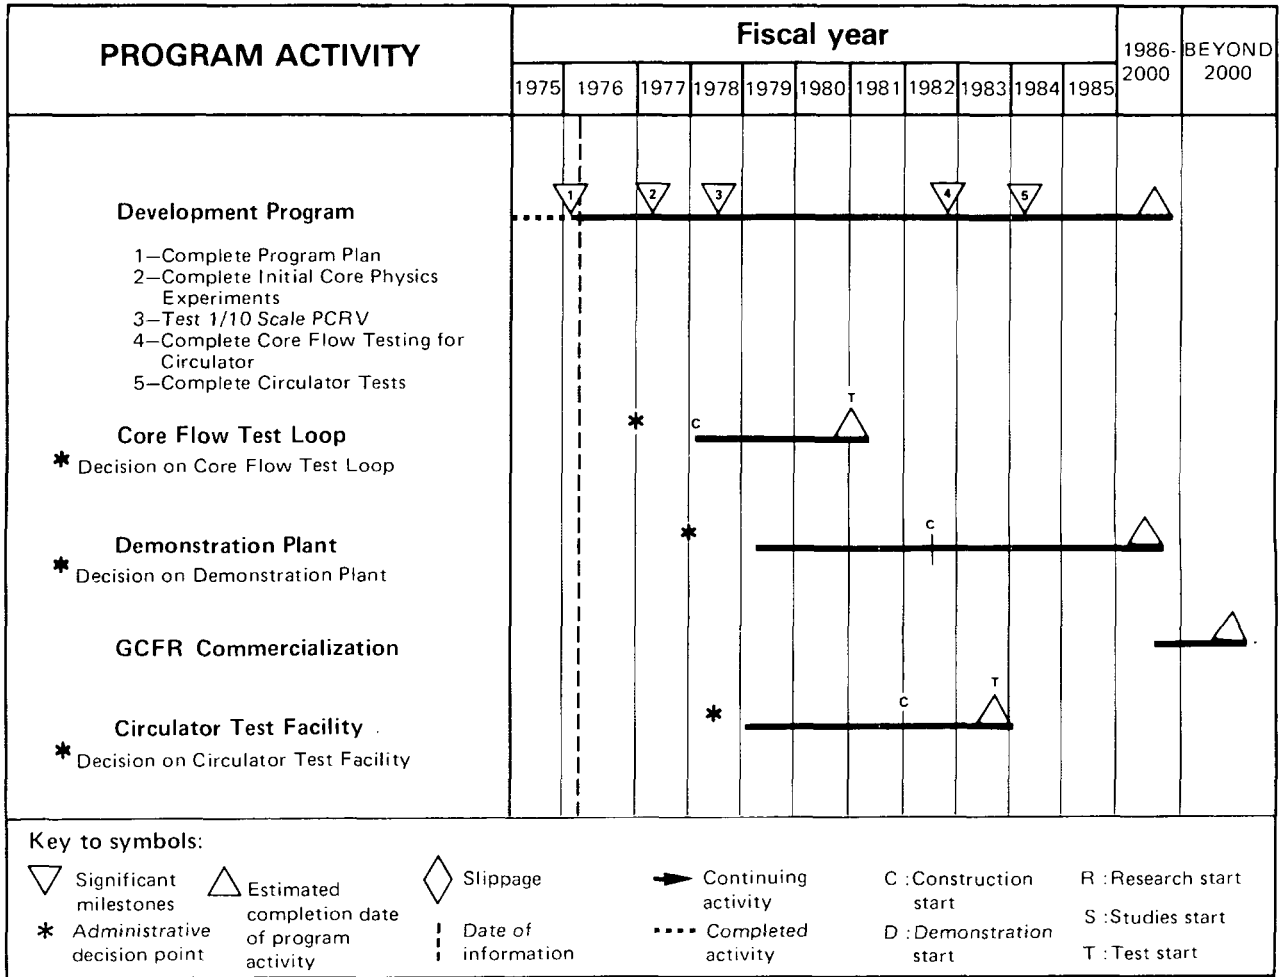 PROGRAM ACTIVITY
Fiscal year
1975 1976 1977 1978 1979 1980 1981 1982 1983 1984 1985
1986-
2000
BEYOND
2000
1 2 3 4 5
Development Program
1—Complete Program Plan
2—Complete Initial Core Physics
Experiments
3—Test 1/10 Scale PCRV
4—Complete Core Flow Testing for
Circulator
5—Complete Circulator Tests
T
* C
Core Flow Test Loop
* Decision on Core Flow Test Loop
* C
Demonstration Plant
* Decision on Demonstration Plant
GCFR Commercialization
T
* C
Circulator Test Facility
* Decision on Circulator Test Facility
Key to symbols:
Significant
milestones
* Administrative
decision point
Estimated
completion date
of program
activity
Slippage
Date of
information
Continuing
activity
Completed
activity
C :Construction
start
D :Demonstration
start
R :Research start
S :Studies start
T :Test start